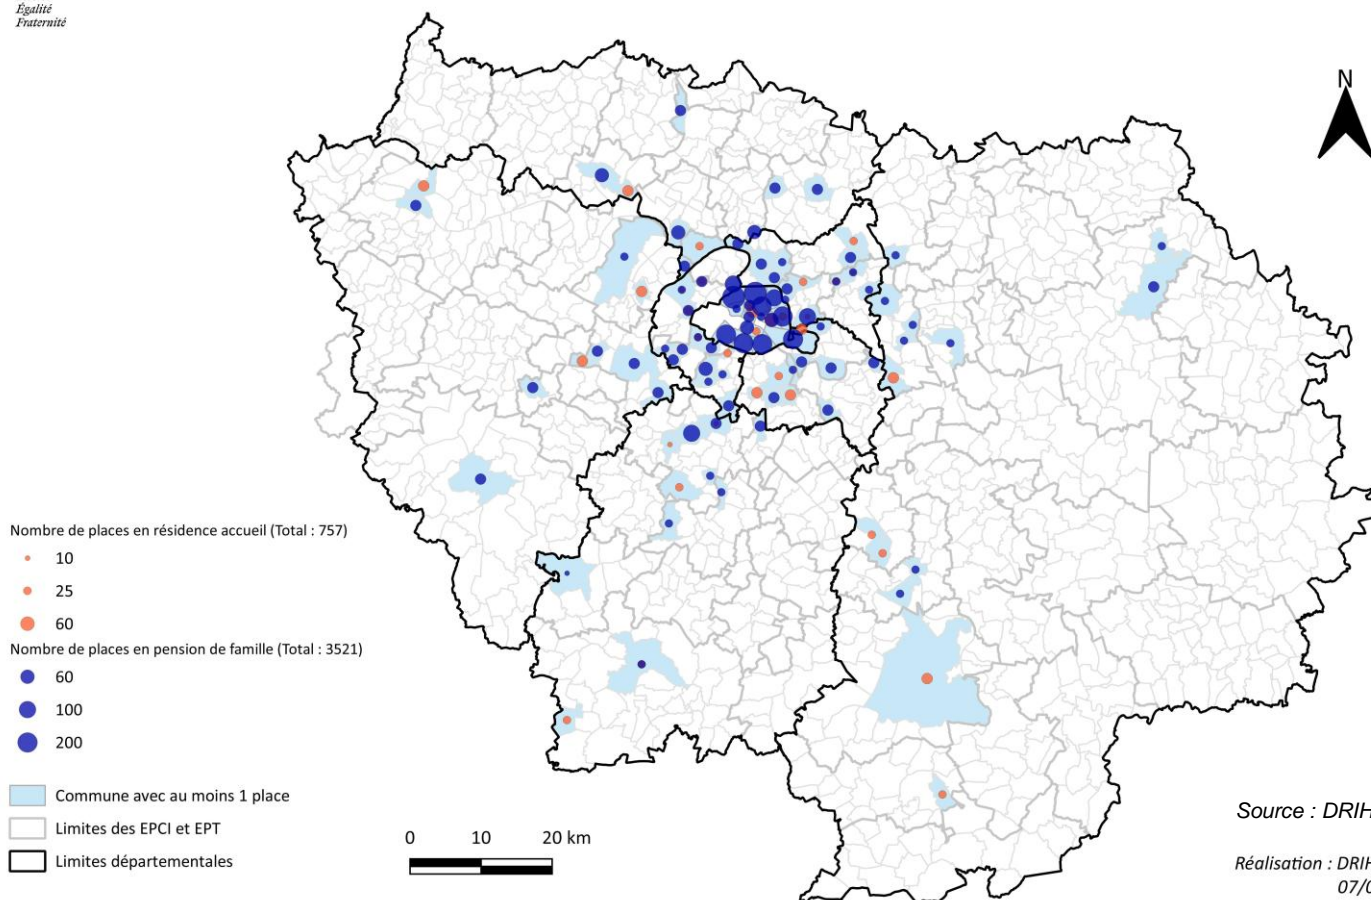 Égalité
Fraternité
N
Nombre de places en résidence accueil (Total : 757)
10
25
60
Nombre de places en pension de famille (Total : 3521)
60
100
200
Commune avec au moins 1 place
Limites des EPCI et EPT
Limites départementales
0 10 20 km
Source : DRIH
Réalisation : DRIH
07/0